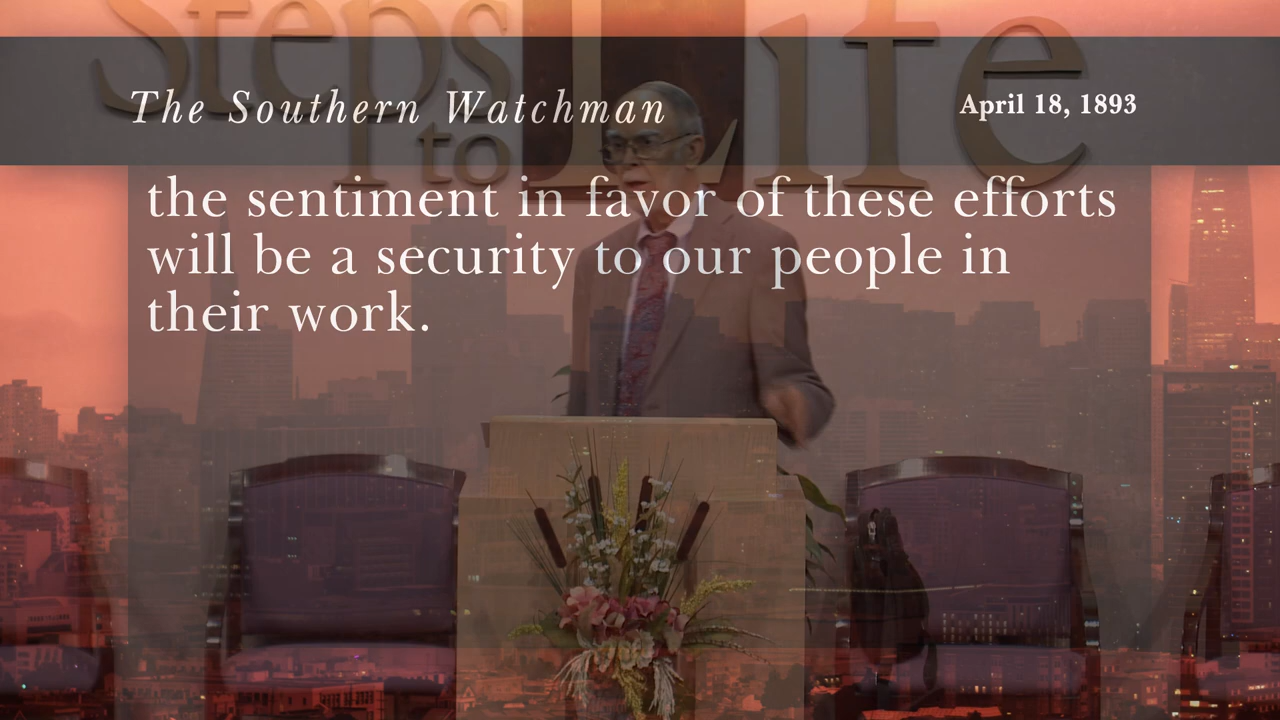 Steps
to
Life
The Southern Watchman
April 18, 1893
the sentiment in favor of these efforts
will be a security to our people in
their work.